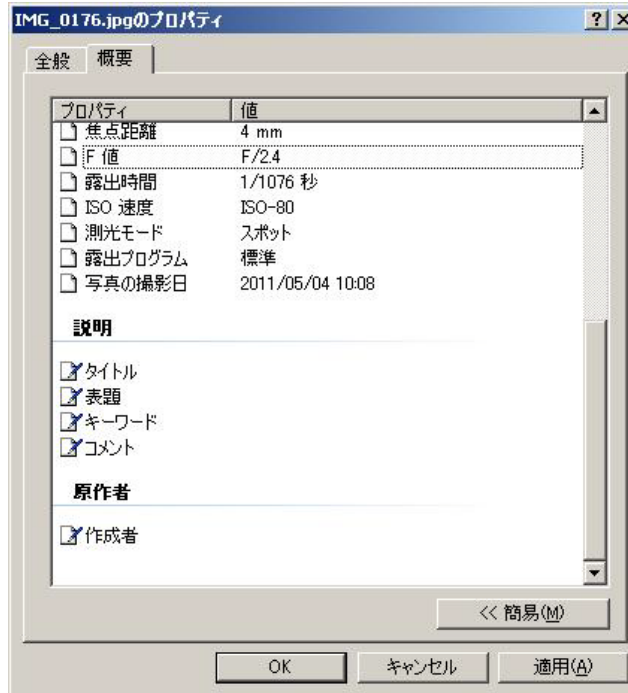 IMG_0176.jpgのプロパティ
全般 概要
プロパティ 値
焦点距離 4 mm
F 値 F/2.4
露出時間 1/1076 秒
ISO 速度 ISO-80
測光モード スポット
露出プログラム 標準
写真の撮影日 2011/05/04 10:08
説明
タイトル
表題
キーワード
コメント
原作者
作成者
<< 簡易(M)
OK キャンセル 適用(A)